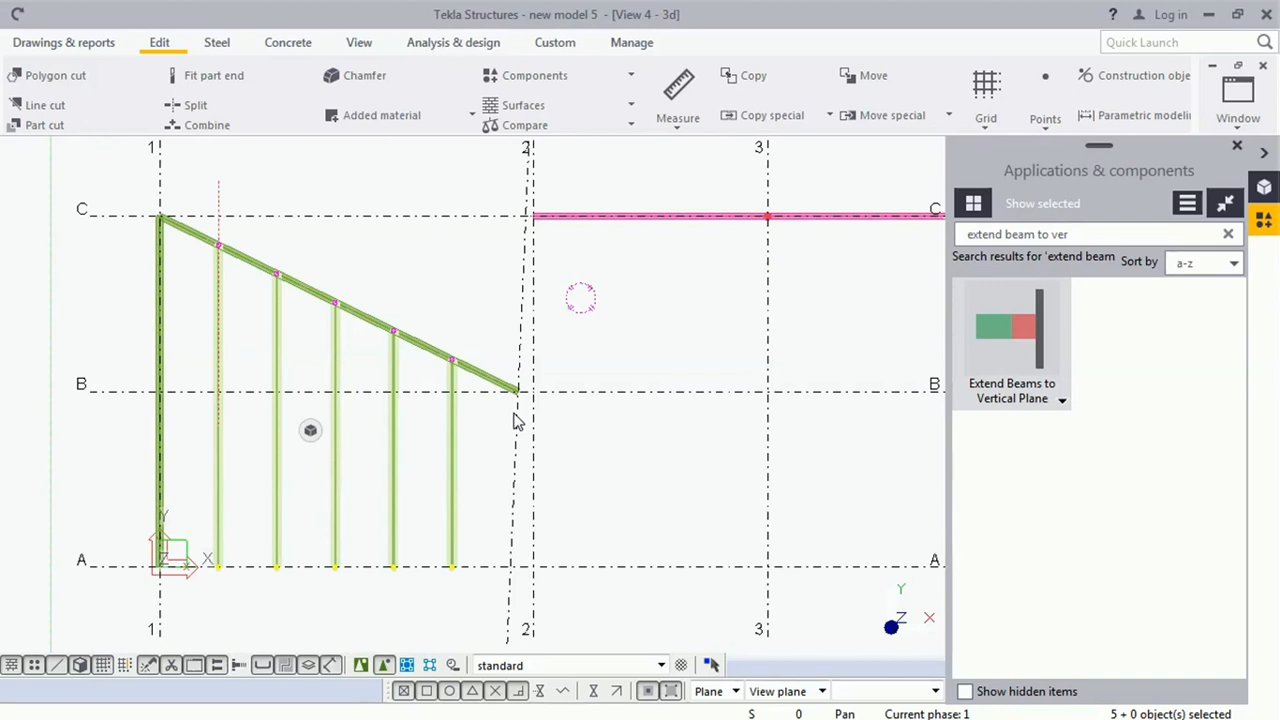 Tekla Structures - new model 5 - [View 4 - 3d]
? Log in
Drawings & reports Edit Steel Concrete View Analysis & design Custom Manage Quick Launch
Polygon cut Fit part end Chamfer Components Copy Move Construction obje
Line cut Split Added material Surfaces Measure Copy special Move special Grid Points Parametric modelin Window
Part cut Combine Compare
1 2 3
Applications & components
Show selected
C C
extend beam to ver
Search results for 'extend beam Sort by a-z
Extend Beams to
Vertical Plane
B B
Y
Z X
A A
Y
Z X
1 2 3
standard
Plane View plane Show hidden items
S 0 Pan Current phase: 1 5 + 0 object(s) selected